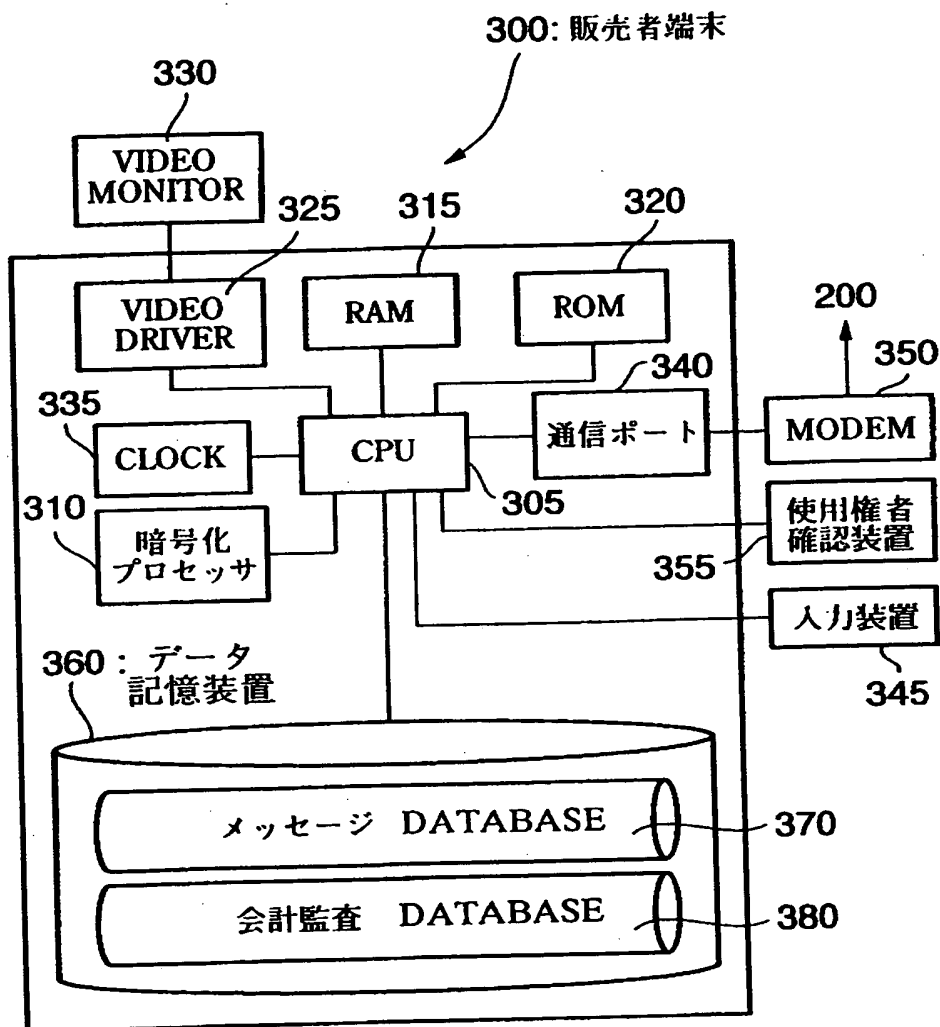 300: 販売者端末
330
VIDEO
MONITOR
325
315
320
VIDEO
DRIVER
RAM
ROM
200
340
350
335
CLOCK
CPU
通信ポート
MODEM
310
305
暗号化
プロセッサ
使用権者
確認装置
355
入力装置
345
360: データ
記憶装置
メッセージ DATABASE
370
会計監査 DATABASE
380